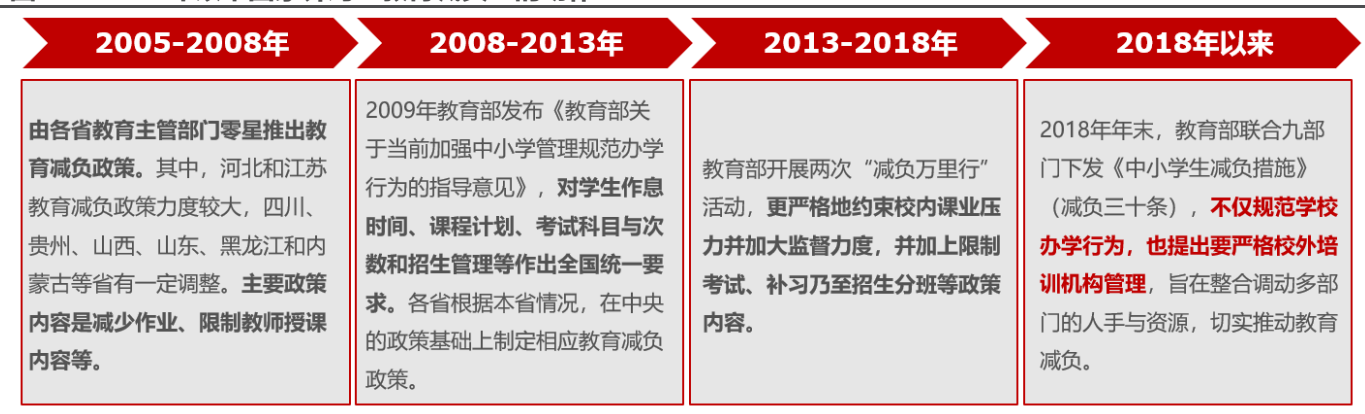 2005-2008年
由各省教育主管部门零星推出教
育减负政策。其中，河北和江苏
教育减负政策力度较大，四川、
贵州、山西、山东、黑龙江和内
蒙古等省有一定调整。主要政策
内容是减少作业、限制教师授课
内容等。
2008-2013年
2009年教育部发布《教育部关
于当前加强中小学管理规范办学
行为的指导意见》，对学生作息
时间、课程计划、考试科目与次
数和招生管理等作出全国统一要
求。各省根据本省情况，在中央
的政策基础上制定相应教育减负
政策。
2013-2018年
教育部开展两次“减负万里行”
活动，更严格地约束校内课业压
力并加大监督力度，并加上限制
考试、补习乃至招生分班等政策
内容。
2018年以来
2018年年末，教育部联合九部
门下发《中小学生减负措施》
（减负三十条），不仅规范学校
办学行为，也提出要严格校外培
训机构管理，旨在整合调动多部
门的人手与资源，切实推动教育
减负。